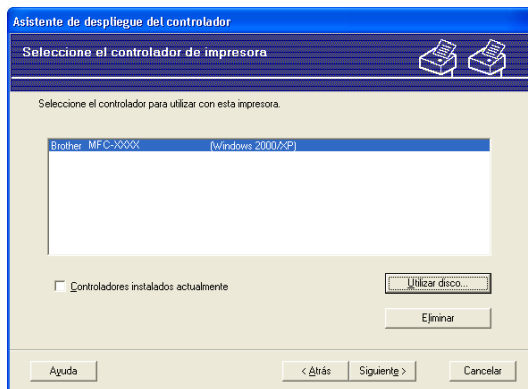 Asistente de despliegue del controlador
Seleccione el controlador de impresora
Seleccione el controlador para utilizar con esta impresora.
Brother MFC-XXXX (Windows 2000/XP)
Controladores instalados actualmente
Utilizar disco...
Eliminar
Ayuda
< Atrás
Siguiente >
Cancelar